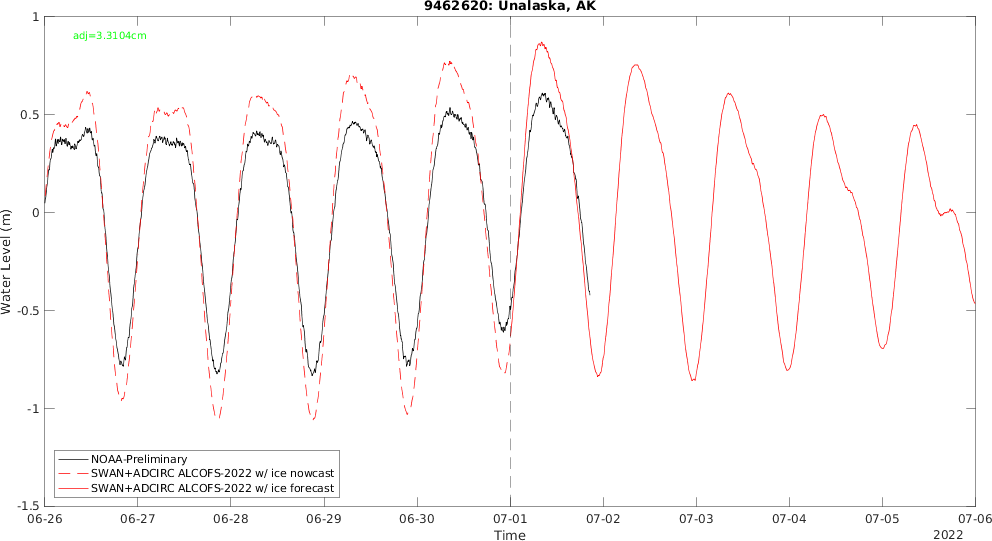 9462620: Unalaska, AK
adj=3.3104cm
1
0.5
0
-0.5
-1
-1.5
Water Level (m)
NOAA-Preliminary
SWAN+ADCIRC ALCOFS-2022 w/ ice nowcast
SWAN+ADCIRC ALCOFS-2022 w/ ice forecast
06-26 06-27 06-28 06-29 06-30 07-01 07-02 07-03 07-04 07-05 07-06
Time
2022